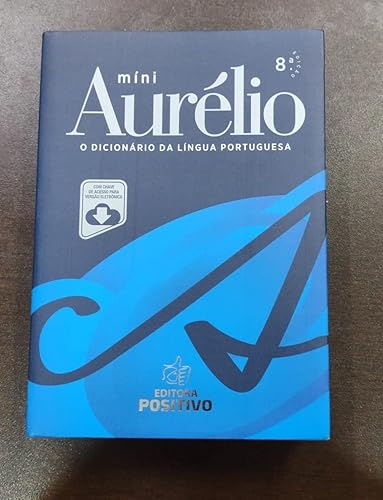 míni
8ª edição
Aurélio
O DICIONÁRIO DA LÍNGUA PORTUGUESA
COM CHAVE
DE ACESSO PARA
VERSÃO ELETRÔNICA
EDITORA
POSITIVO